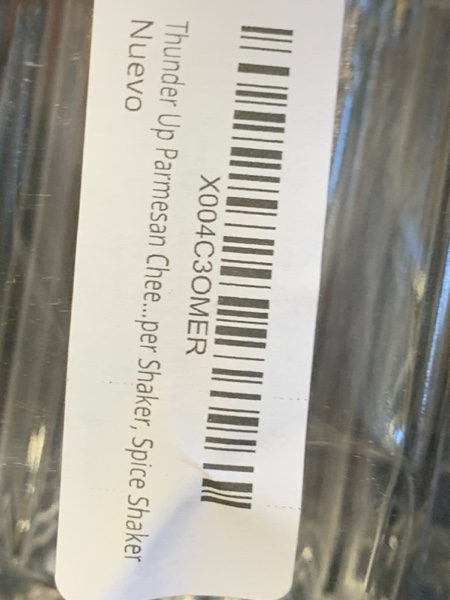 X004C3OMER
Thunder Up Parmesan Chee...per Shaker, Spice Shaker
Nuevo